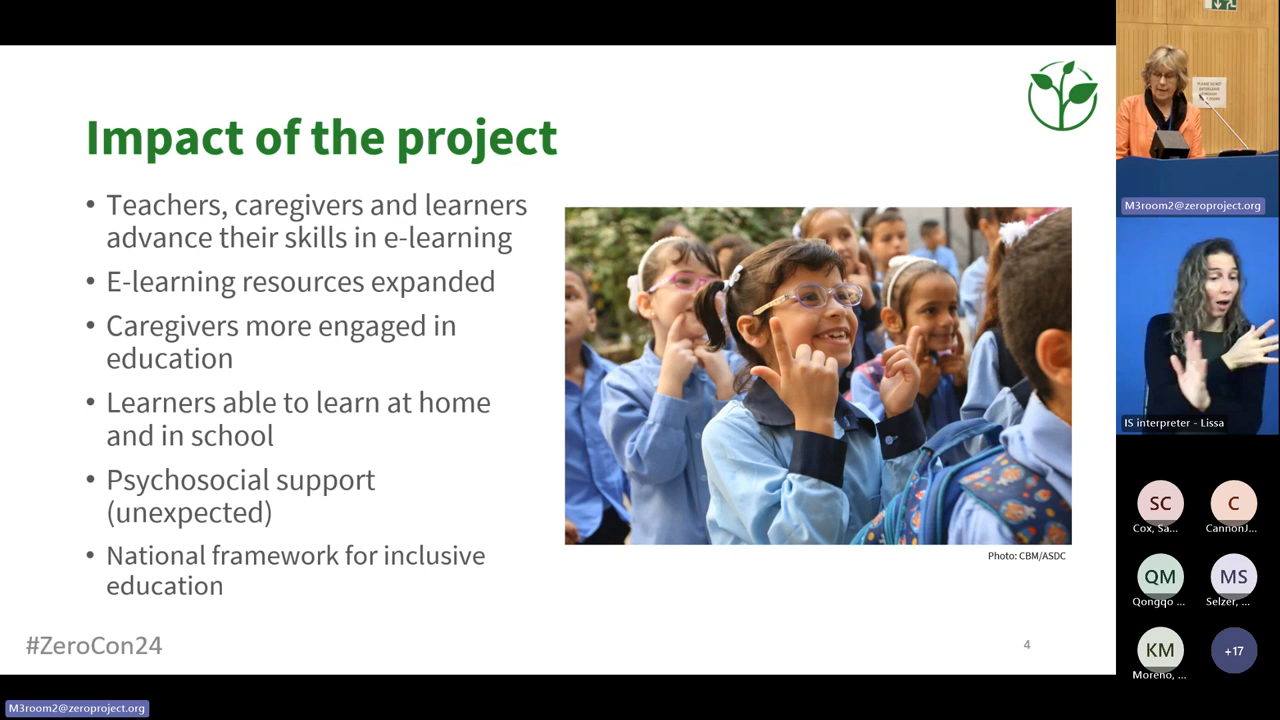 Impact of the project
• Teachers, caregivers and learners
advance their skills in e-learning
• E-learning resources expanded
• Caregivers more engaged in
education
• Learners able to learn at home
and in school
• Psychosocial support
(unexpected)
• National framework for inclusive
education
Photo: CBM/ASDC
#ZeroCon24
4
M3room2@zeroproject.org
PLEASE DO NOT
M3room2@zeroproject.org
IS interpreter - Lissa
SC
Cox, Sa...
C
CannonJ...
QM
Qongqo ...
MS
Selzer, ...
KM
Moreno, ...
+17